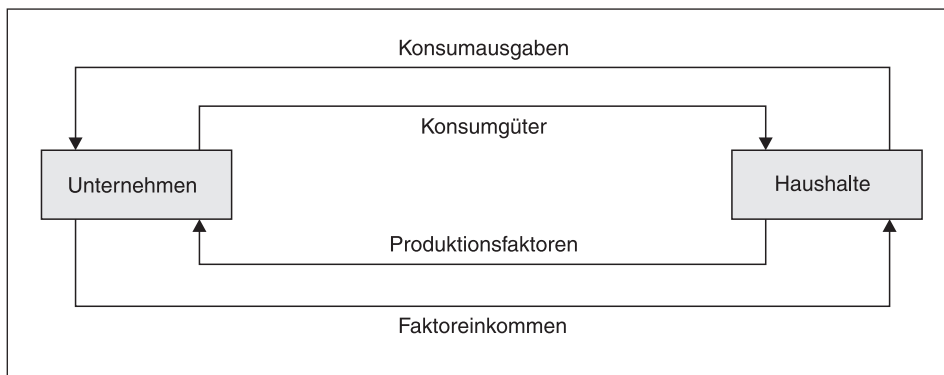 Konsumausgaben
Konsumgüter
Unternehmen
Haushalte
Produktionsfaktoren
Faktoreinkommen